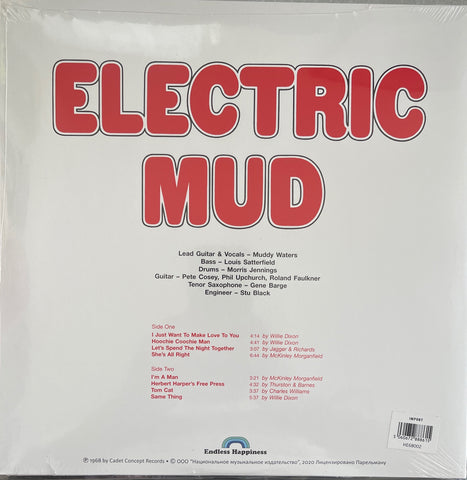 ELECTRIC
MUD
Lead Guitar & Vocals – Muddy Waters
Bass – Louis Satterfield
Drums – Morris Jennings
Guitar – Pete Cosey, Phil Upchurch, Roland Faulkner
Tenor Saxophone – Gene Barge
Engineer – Stu Black
Side One
I Just Want To Make Love To You 4:14 by Willie Dixon
Hoochie Coochie Man 4:41 by Willie Dixon
Let's Spend The Night Together 3:07 by Jagger & Richards
She's All Right 6:44 by McKinley Morganfield
Side Two
I'm A Man 3:21 by McKinley Morganfield
Herbert Harper's Free Press 4:32 by Thurston & Barnes
Tom Cat 3:37 by Charles Williams
Same Thing 5:37 by Willie Dixon
HE68002
Endless Happiness
℗ 1968 by Cadet Concept Records • © ООО "Национальное музыкальное издательство", 2020 Лицензировано Парельману